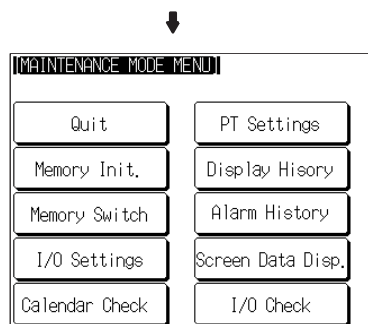 [MAINTENANCE MODE MENU]
Quit
PT Settings
Memory Init.
Display Hisory
Memory Switch
Alarm History
I/O Settings
Screen Data Disp.
Calendar Check
I/O Check